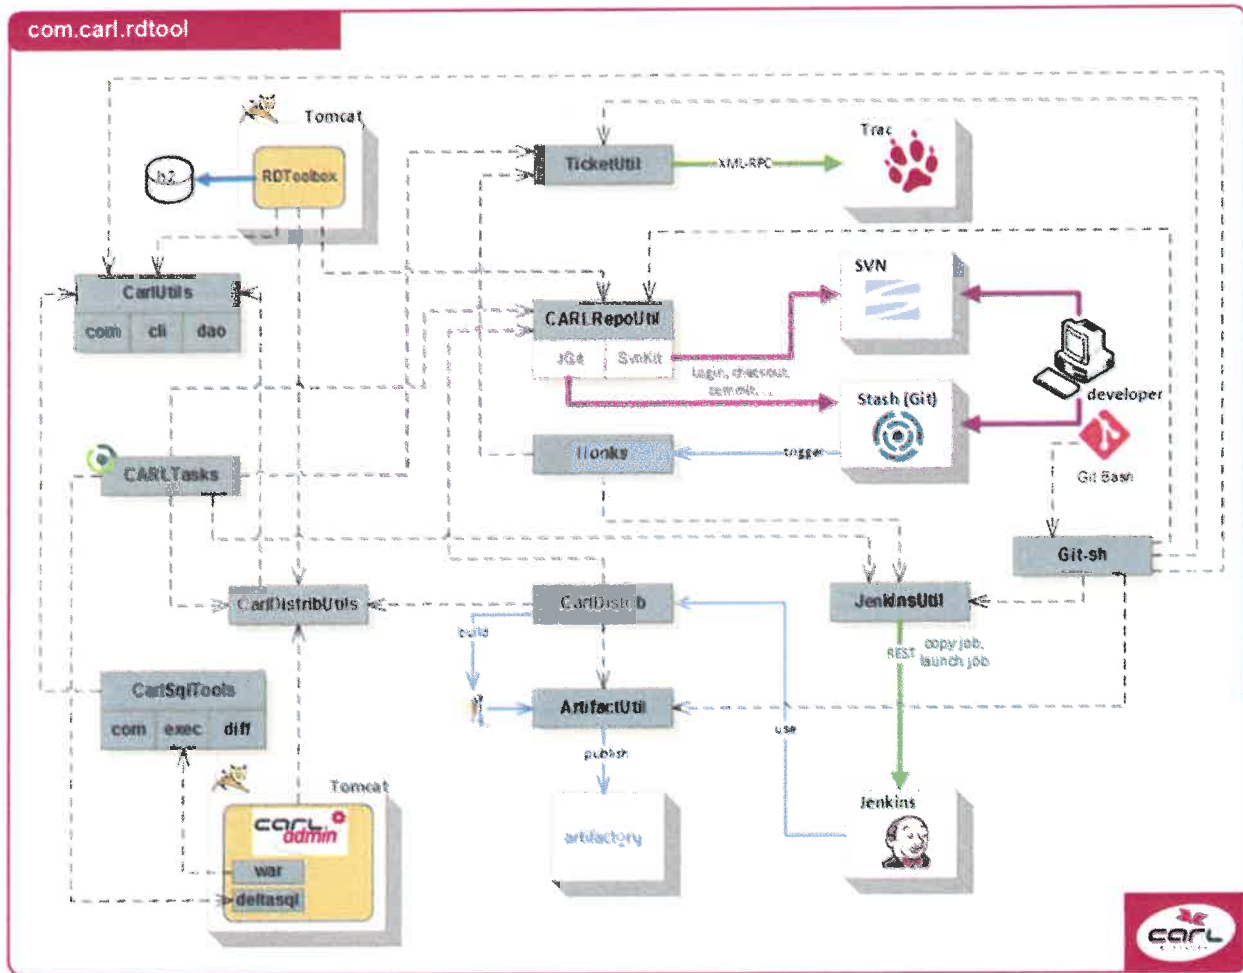 com.carl.rdtool
Tomcat
RDToolbox
h2
TicketUtil
XML-RPC
Trac
CarlUtils
com
cli
dao
CARLRepoUtil
JGit
SvnKit
Login, checkout,
commit, ...
SVN
Stash (Git)
developer
Git Bash
CARLTasks
Hooks
trigger
Git-sh
CarlDistribUtils
CarlDistrib
JenkinsUtil
build
REST
copy job,
launch job
CarlSqlTools
com
exec
diff
ArtifactUtil
use
publish
Tomcat
carl
admin
war
deltasql
artifactory
Jenkins
carl